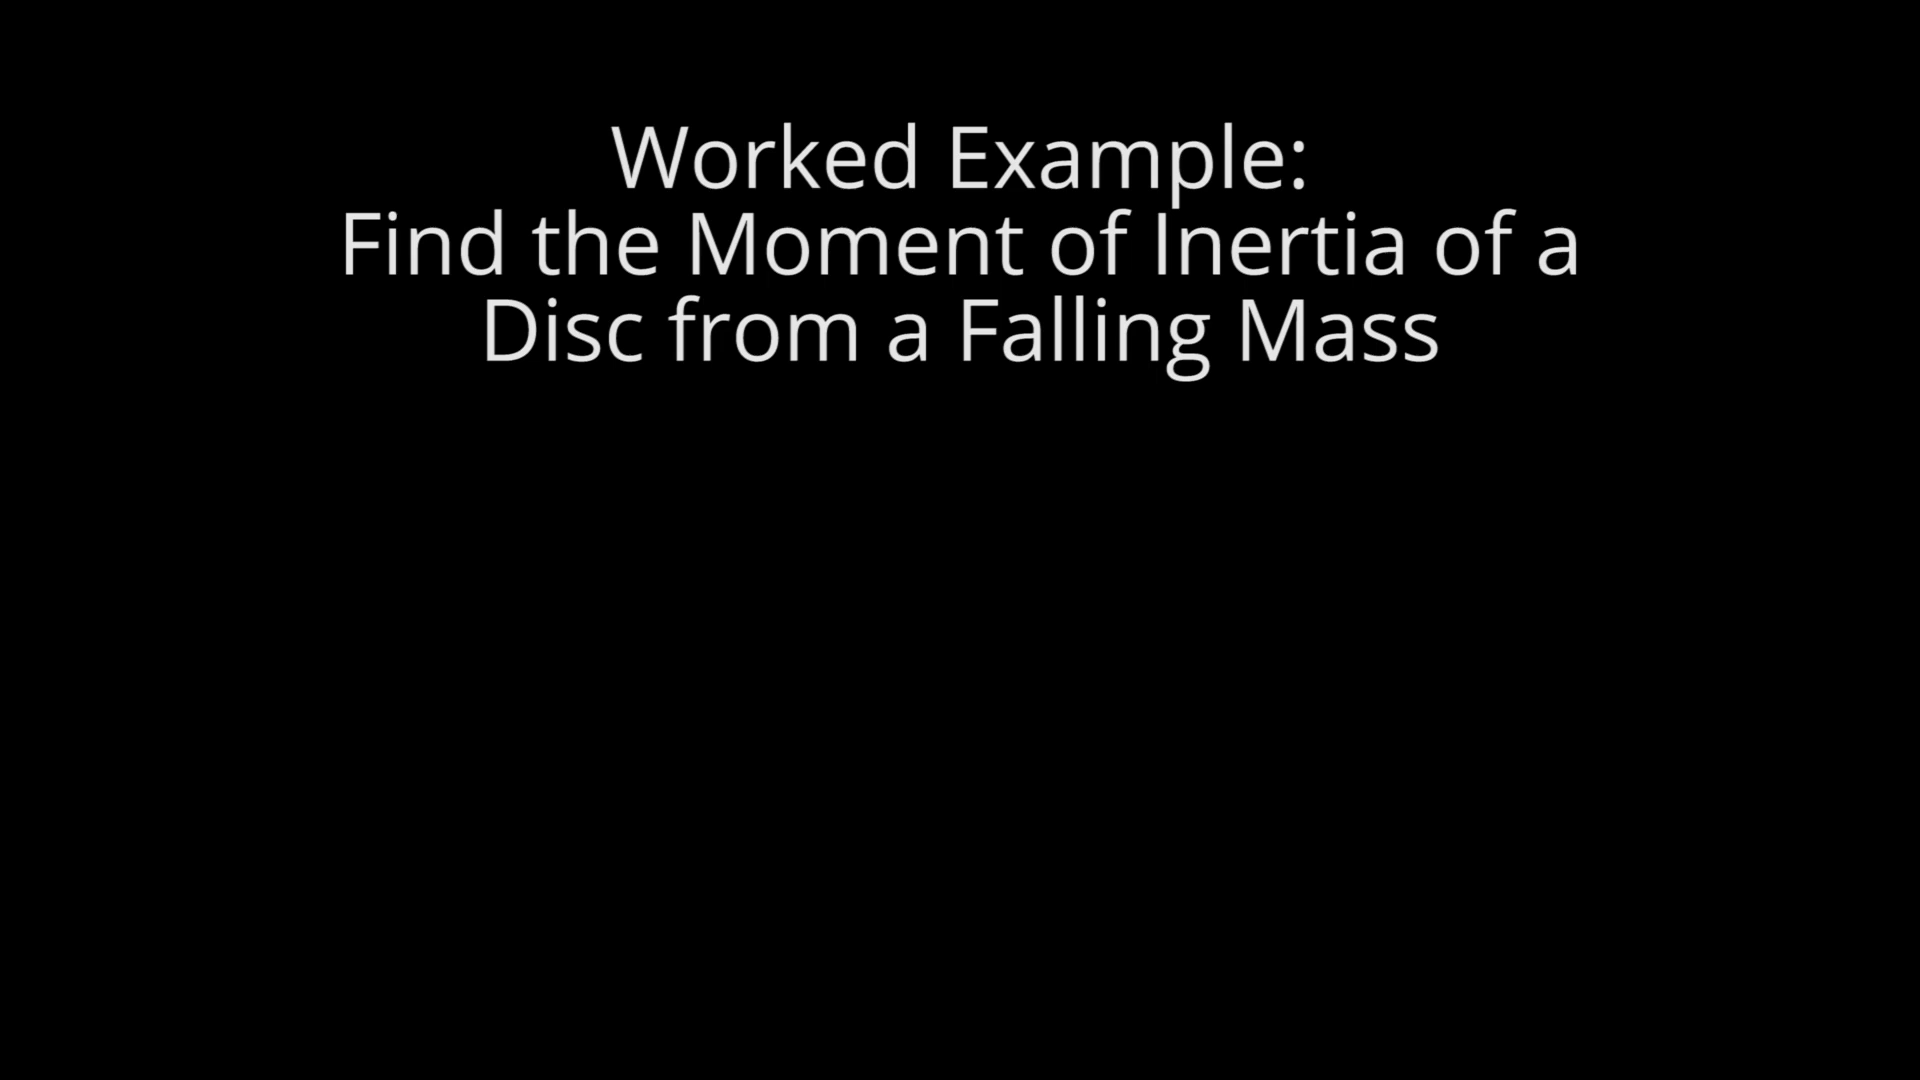 Worked Example:
Find the Moment of Inertia of a
Disc from a Falling Mass